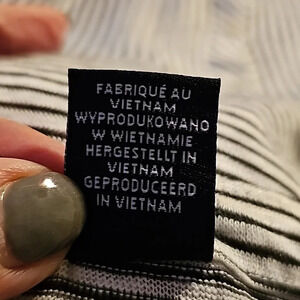 FABRIQUÉ AU
VIETNAM
WYPRODUKOWANO
W WIETNAMIE
HERGESTELLT IN
VIETNAM
GEPRODUCEERD
IN VIETNAM